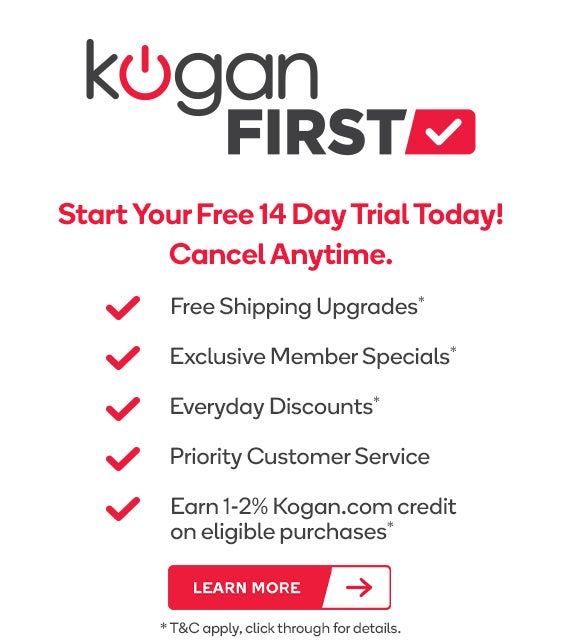 kogan
FIRST
Start Your Free 14 Day Trial Today!
Cancel Anytime.
Free Shipping Upgrades*
Exclusive Member Specials*
Everyday Discounts*
Priority Customer Service
Earn 1-2% Kogan.com credit
on eligible purchases*
LEARN MORE
* T&C apply, click through for details.